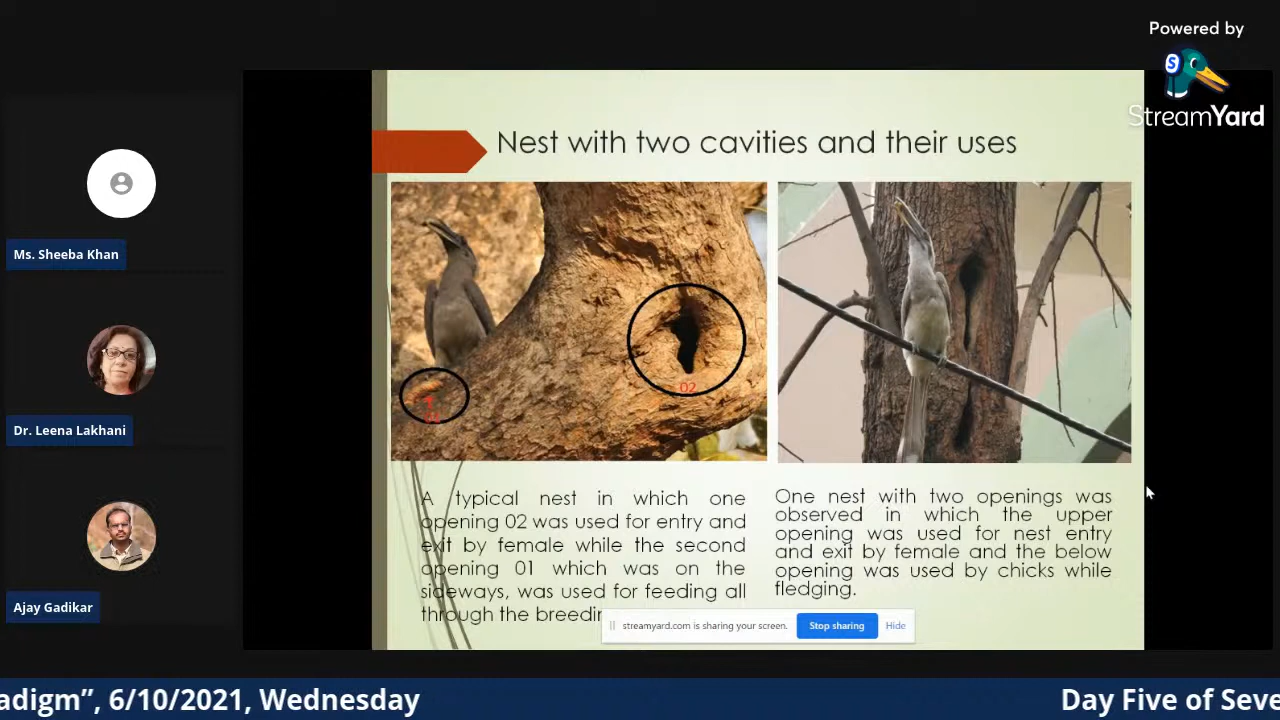 Powered by
StreamYard
Ms. Sheeba Khan
Dr. Leena Lakhani
Ajay Gadikar
Nest with two cavities and their uses
02
A typical nest in which one
opening 02 was used for entry and
exit by female while the second
opening 01 which was on the
sideways, was used for feeding all
through the breedin
One nest with two openings was
observed in which the upper
opening was used for nest entry
and exit by female and the below
opening was used by chicks while
fledging.
streamyard.com is sharing your screen.
Stop sharing
Hide
adigm”, 6/10/2021, Wednesday
Day Five of Seve